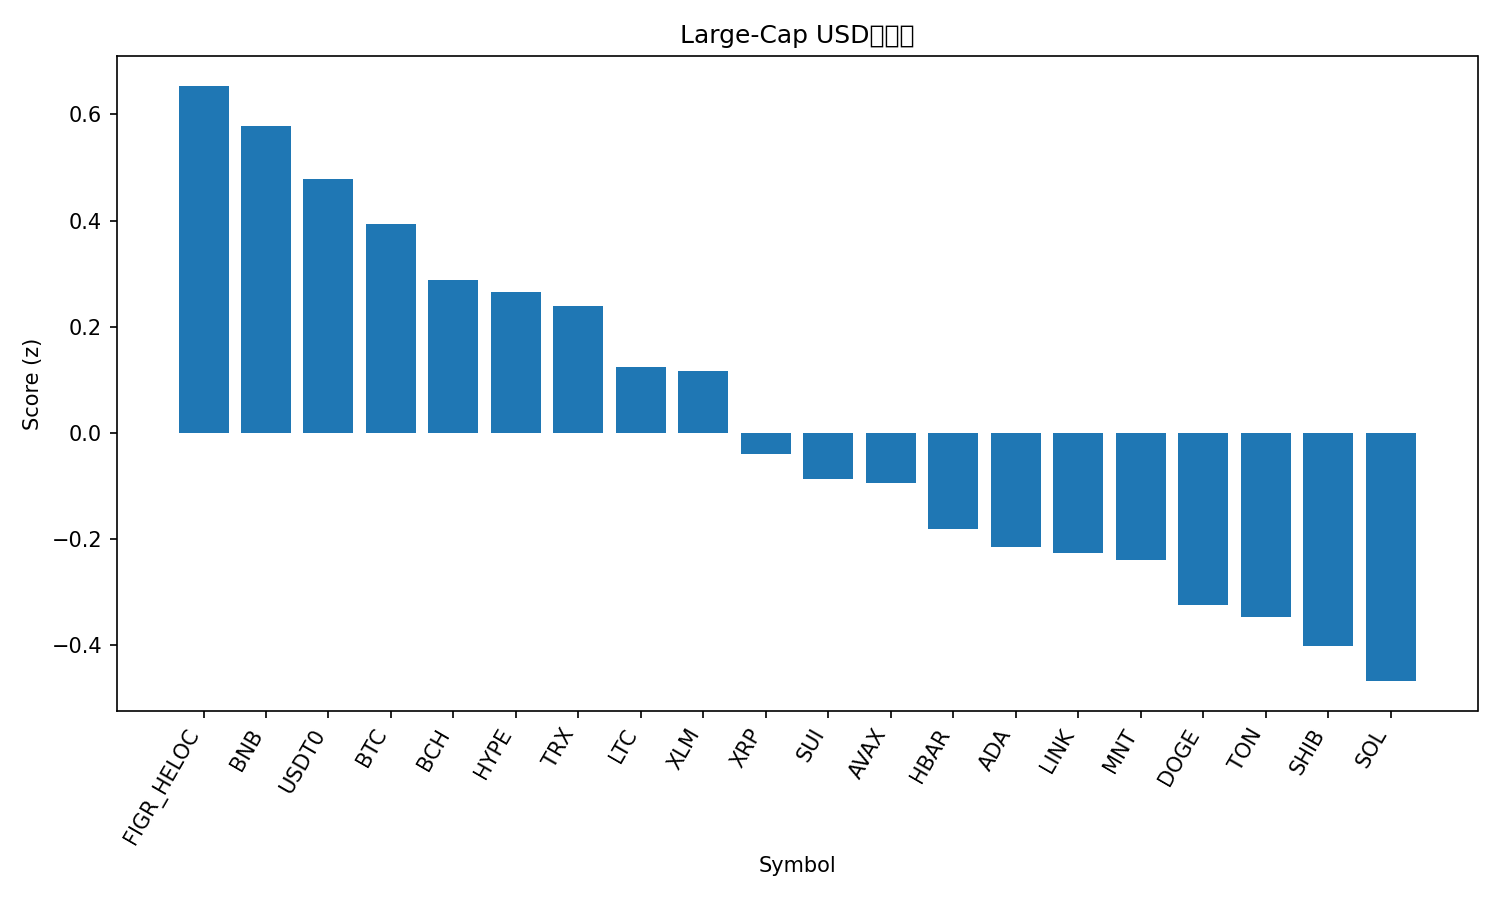 Large-Cap USD
Score (z)
0.6
0.4
0.2
0.0
−0.2
−0.4
FIGR_HELOC
BNB
USDT0
BTC
BCH
HYPE
TRX
LTC
XLM
XRP
SUI
AVAX
HBAR
ADA
LINK
MNT
DOGE
TON
SHIB
SOL
Symbol